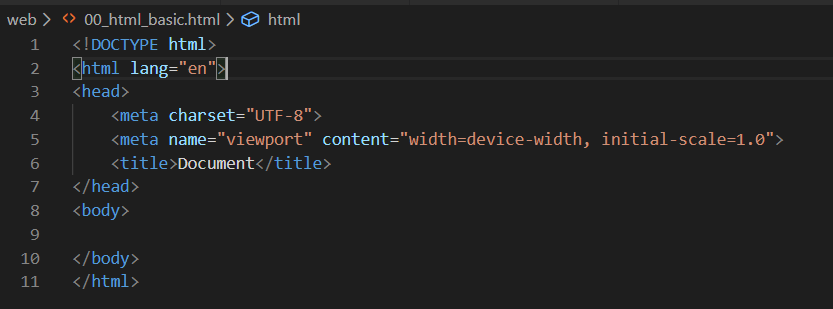 web > <> 00_html_basic.html > html
1 <!DOCTYPE html>
2 <html lang="en">
3 <head>
4     <meta charset="UTF-8">
5     <meta name="viewport" content="width=device-width, initial-scale=1.0">
6     <title>Document</title>
7 </head>
8 <body>
9
10 </body>
11 </html>